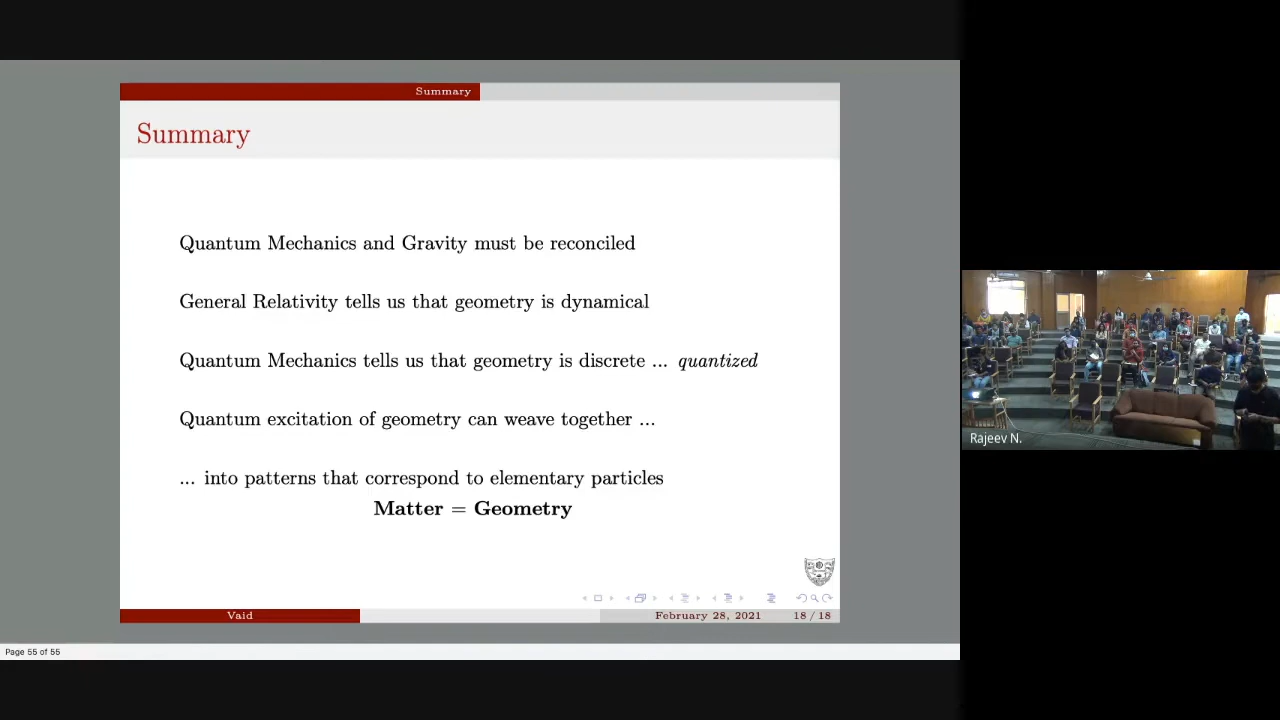 Summary
Summary
Quantum Mechanics and Gravity must be reconciled
General Relativity tells us that geometry is dynamical
Quantum Mechanics tells us that geometry is discrete ... quantized
Quantum excitation of geometry can weave together ...
... into patterns that correspond to elementary particles
Matter = Geometry
Vaid
February 28, 2021
18 / 18
Page 55 of 55
Rajeev N.